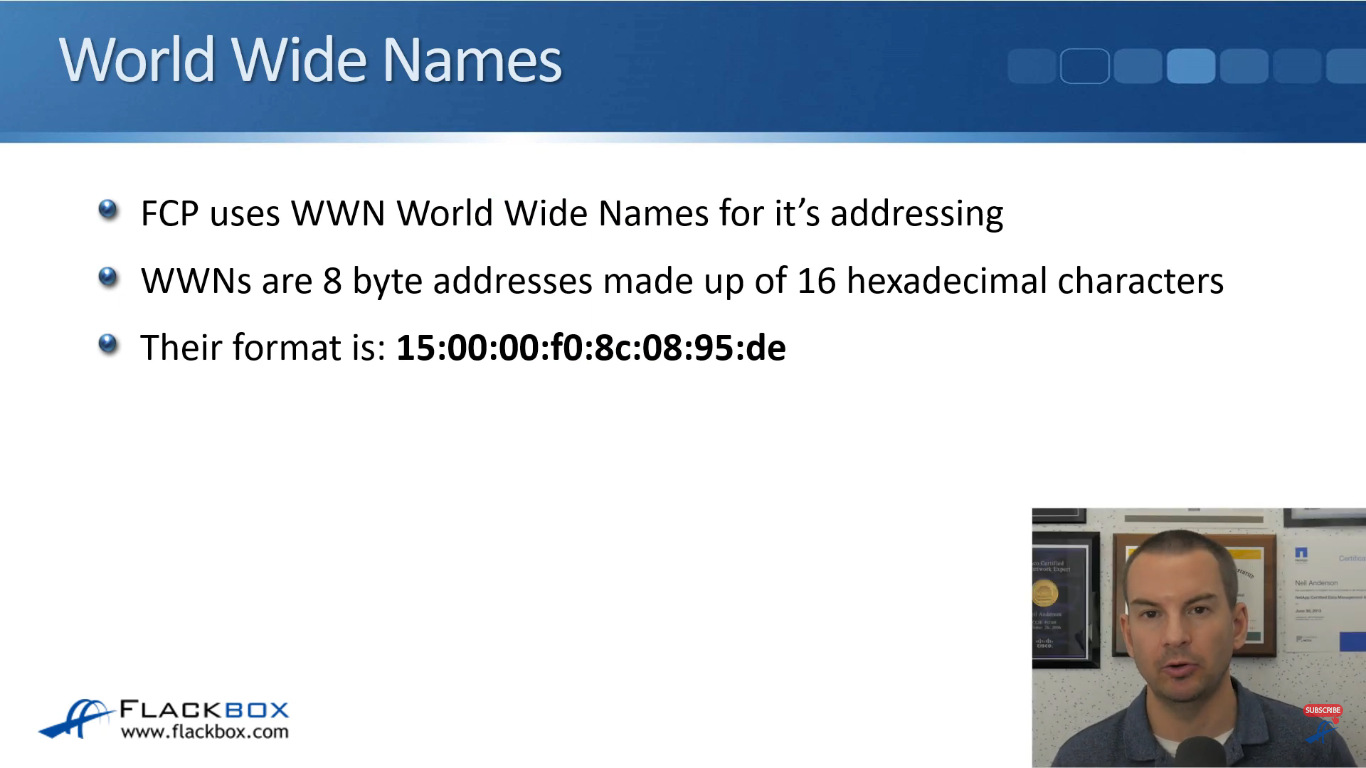 World Wide Names
FCP uses WWN World Wide Names for it’s addressing
WWNs are 8 byte addresses made up of 16 hexadecimal characters
Their format is: 15:00:00:f0:8c:08:95:de
FLACKBOX
www.flackbox.com
Neil Anderson
SUBSCRIBE